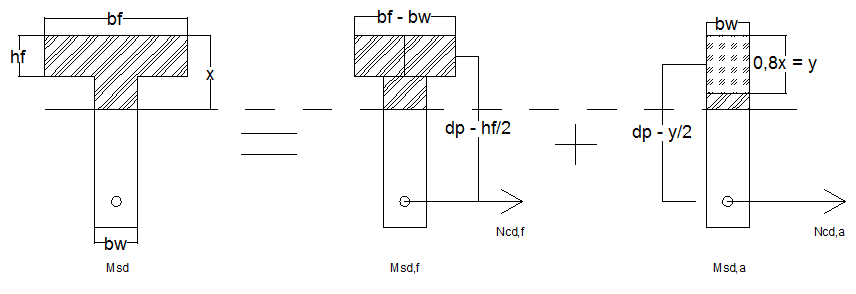 bf
hf
x
bw
Msd
bf - bw
dp - hf/2
Ncd,f
Msd,f
bw
0,8x = y
dp - y/2
Ncd,a
Msd,a